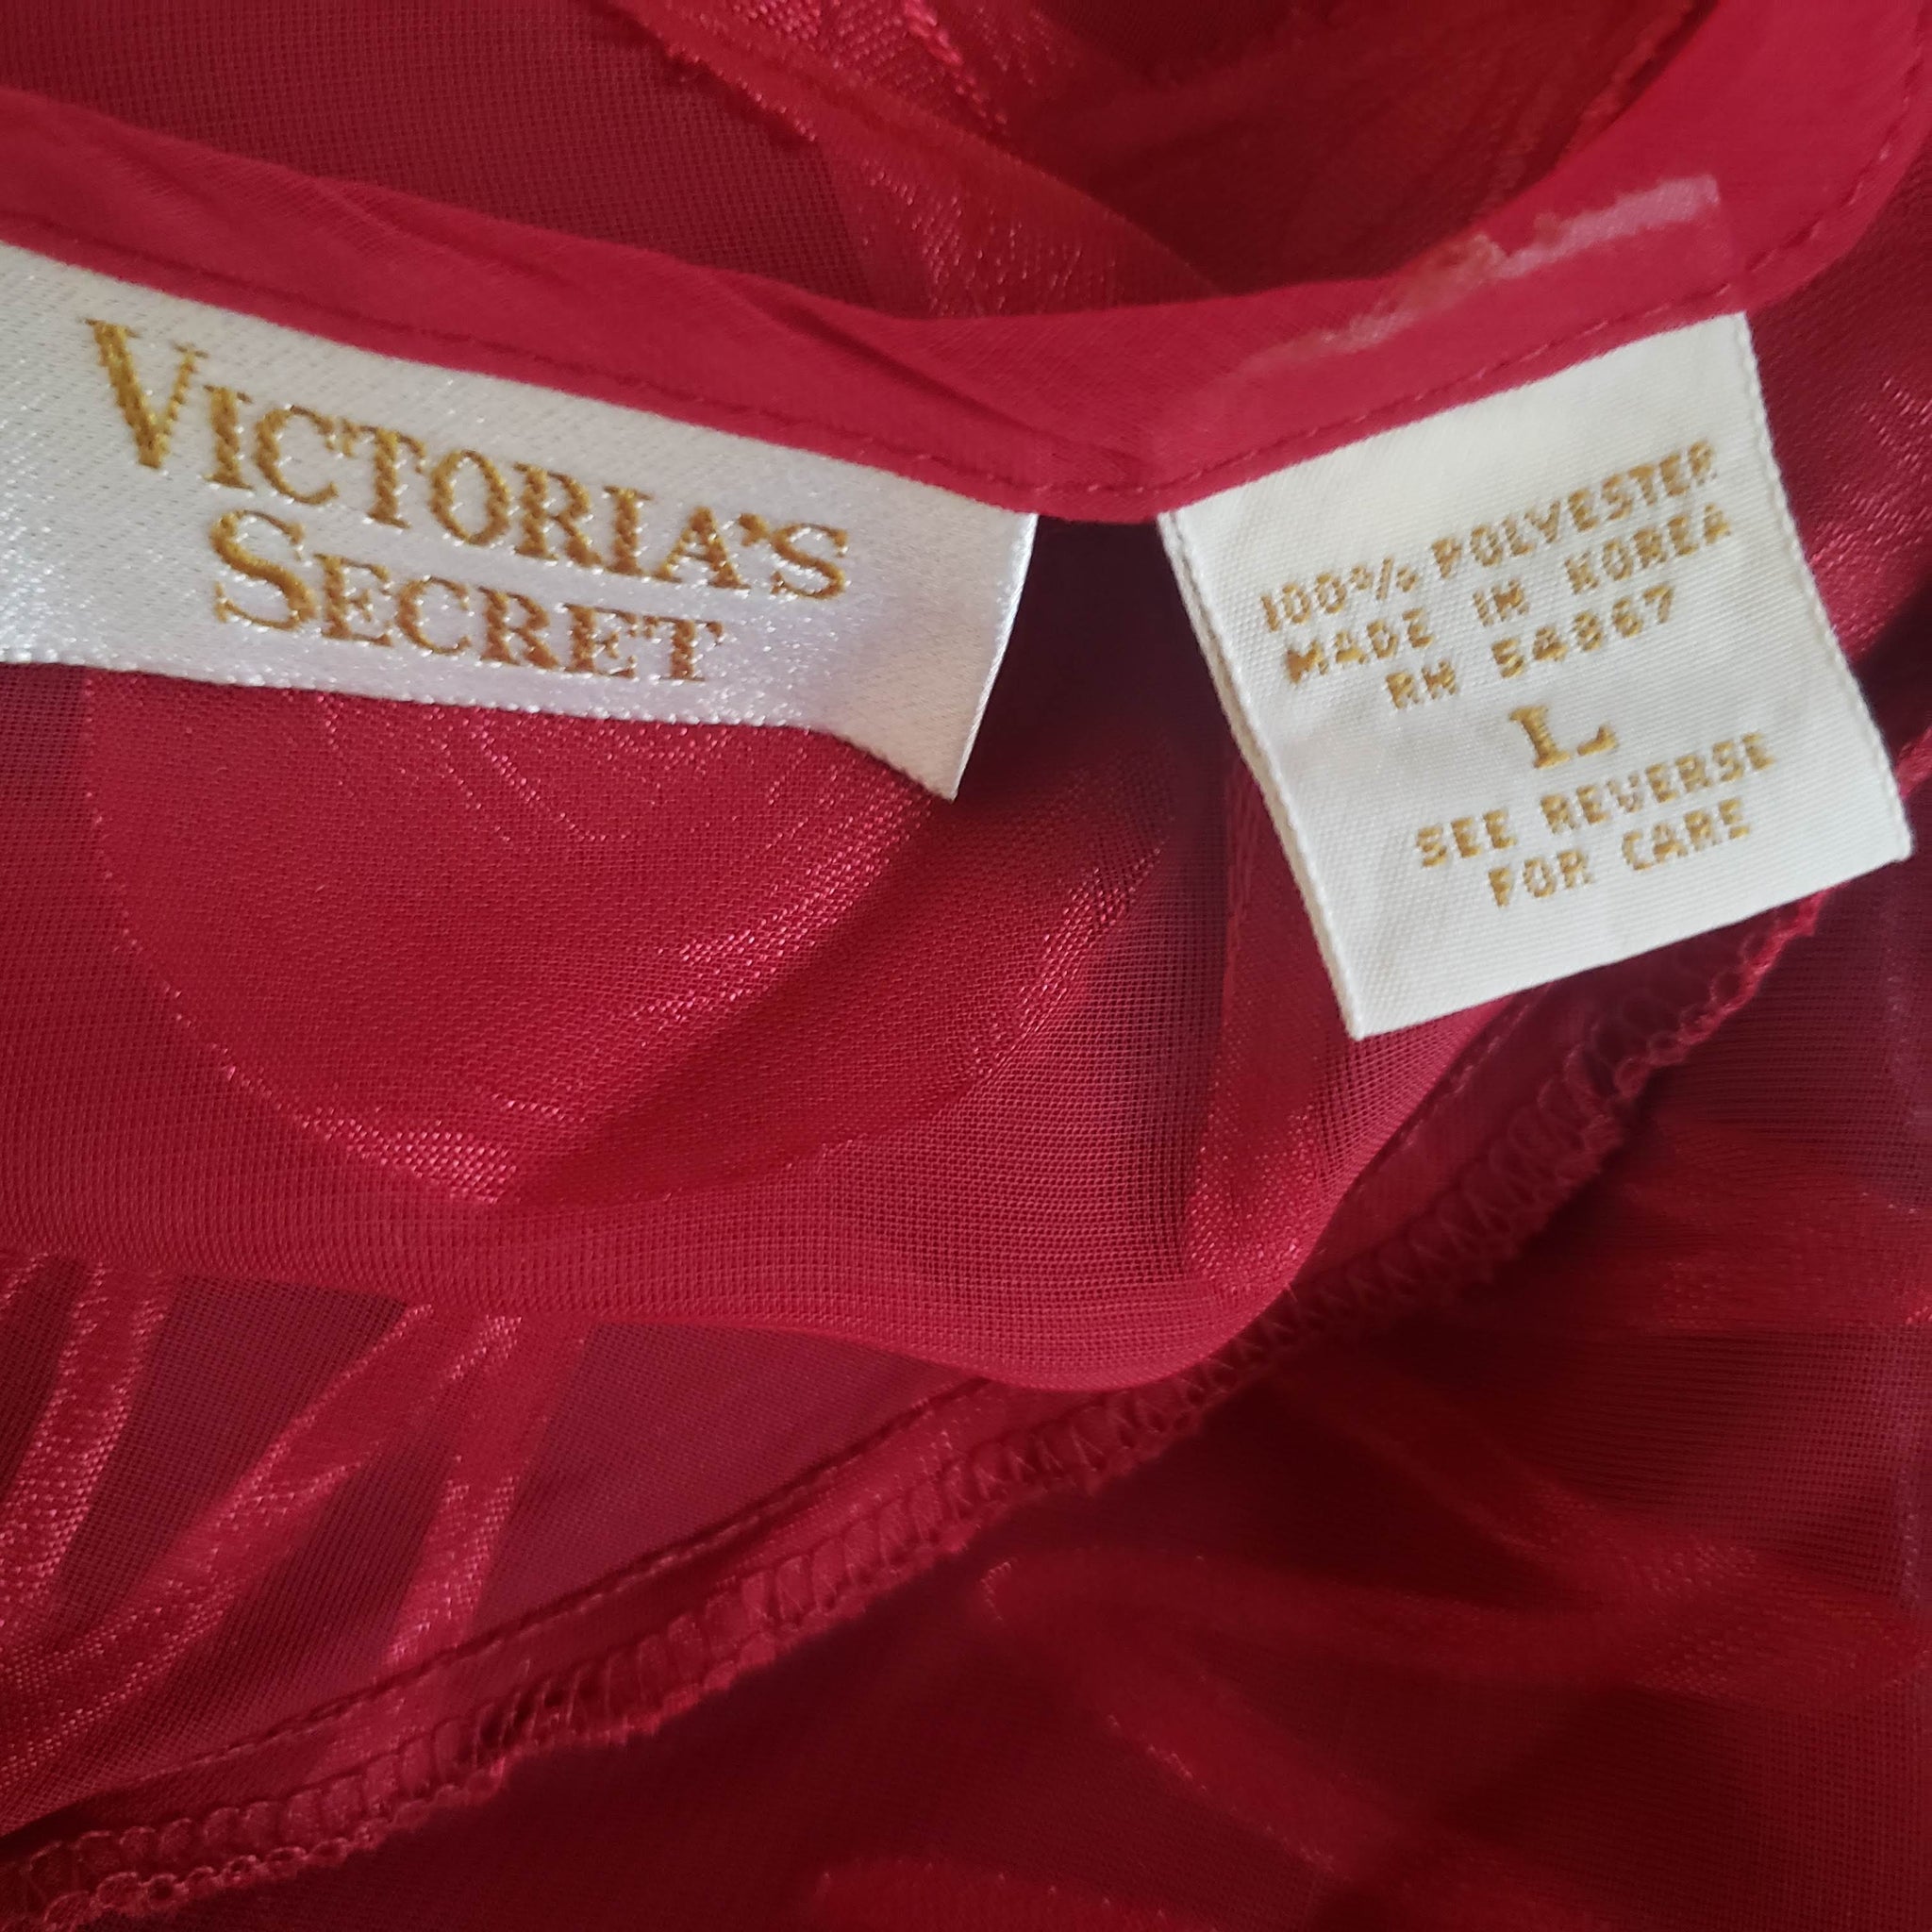 VICTORIA'S
SECRET
100% POLYESTER
MADE IN KOREA
RN 54867
L
SEE REVERSE
FOR CARE